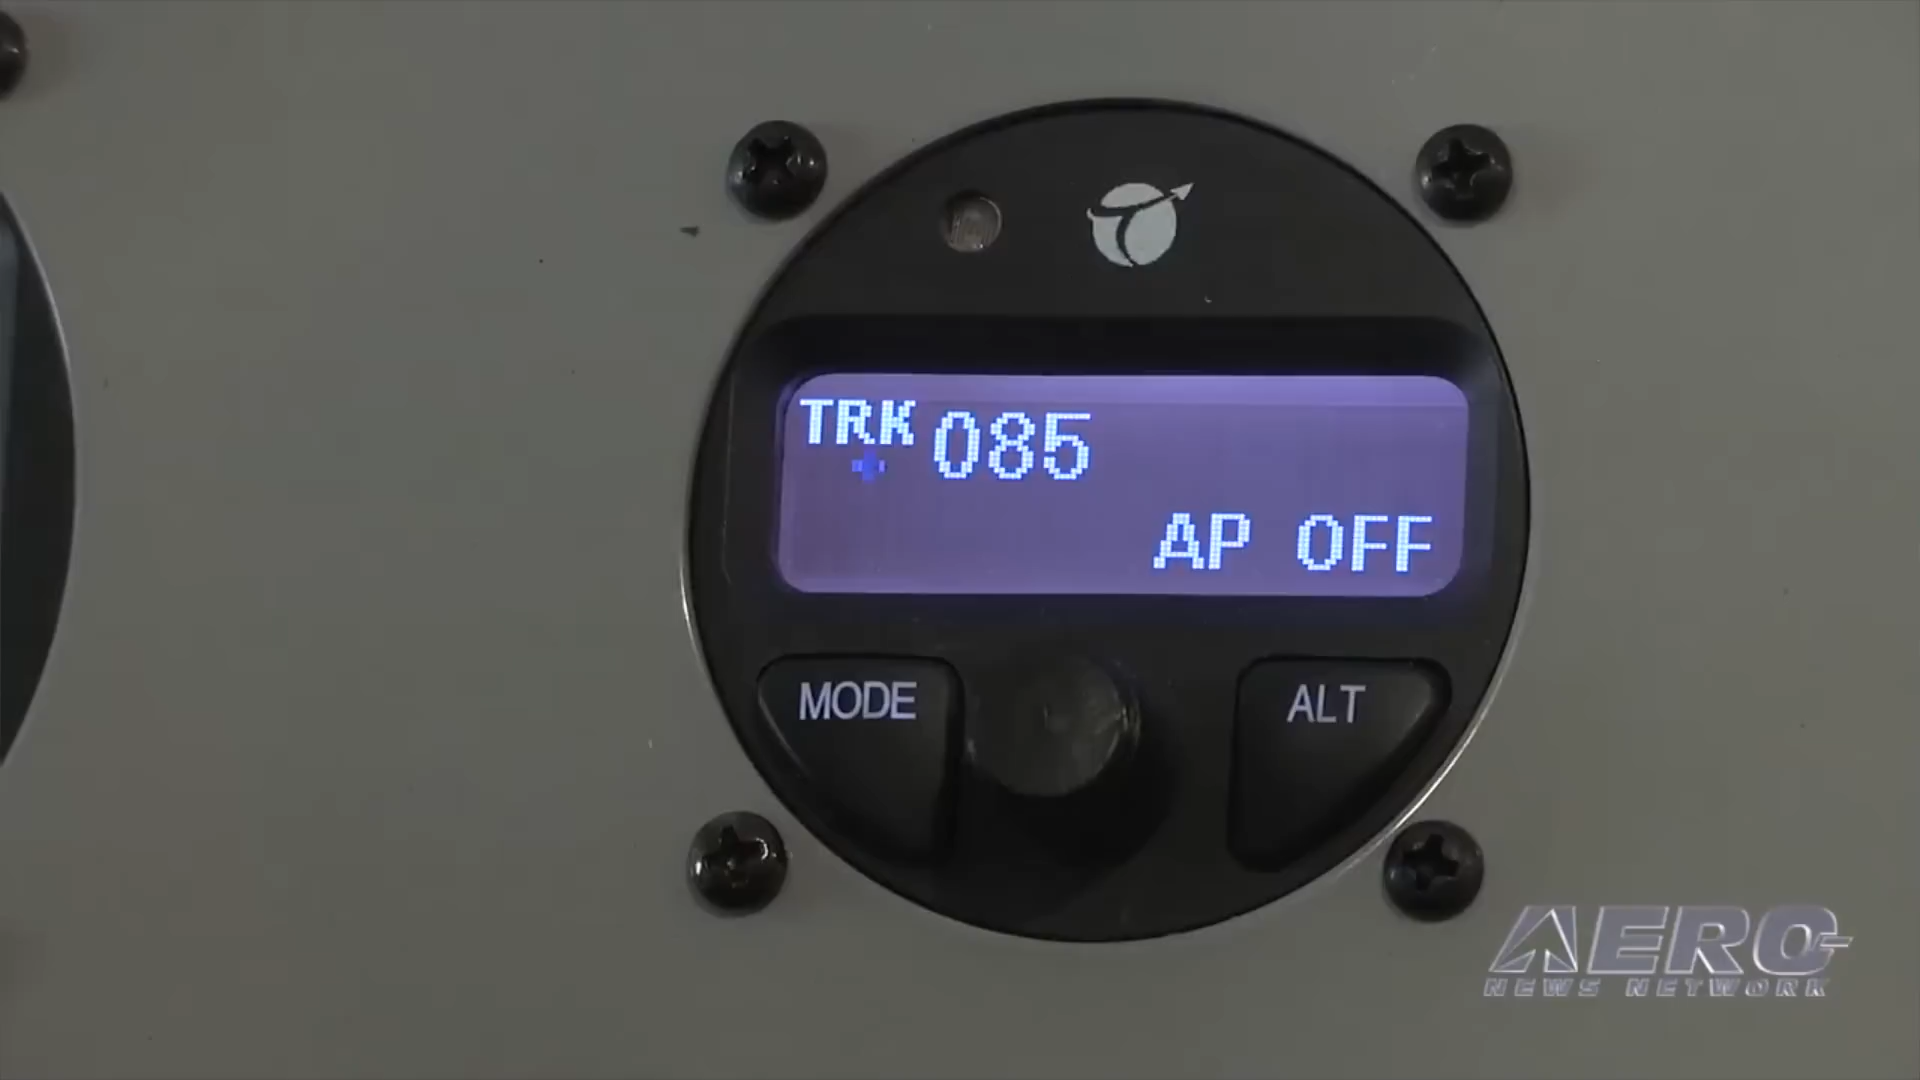 TRK 085
AP OFF
MODE
ALT
AERO
NEWS NETWORK